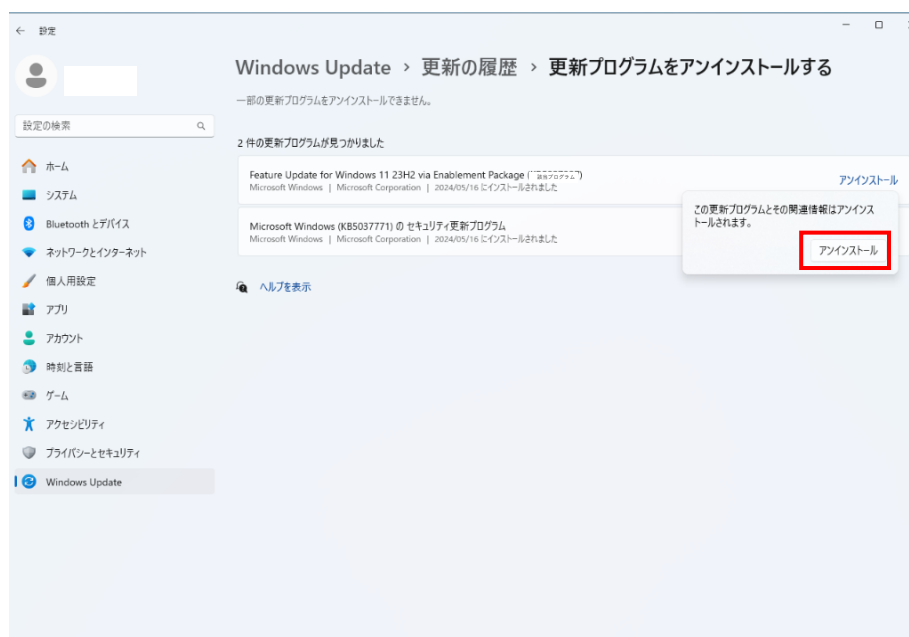 設定
Windows Update › 更新の履歴 › 更新プログラムをアンインストールする
一部の更新プログラムをアンインストールできません。
設定の検索
2 件の更新プログラムが見つかりました
Feature Update for Windows 11 23H2 via Enablement Package (
Microsoft Windows | Microsoft Corporation | 2024/05/16 にインストールされました
アンインストール
この更新プログラムとその関連情報はアンインス
トールされます。
アンインストール
Microsoft Windows (KB5037771) の セキュリティ更新プログラム
Microsoft Windows | Microsoft Corporation | 2024/05/16 にインストールされました
ヘルプを表示
ホーム
システム
Bluetooth とデバイス
ネットワークとインターネット
個人用設定
アプリ
アカウント
時刻と言語
ゲーム
アクセシビリティ
プライバシーとセキュリティ
Windows Update